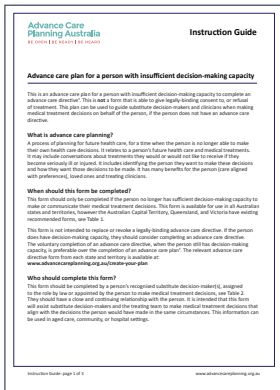 Advance Care
Planning Australia
BE OPEN | BE READY | BE HEARD
Instruction Guide
Advance care plan for a person with insufficient decision-making capacity
This is an advance care plan for a person with insufficient decision-making capacity to complete an
advance care directive*. This is not a form that is able to give legally-binding consent to, or refusal
of treatment. This plan can be used to guide substitute decision-makers and clinicians when making
medical treatment decisions on behalf of the person, if the person does not have an advance care
directive.
What is advance care planning?
A process of planning for future health care, for a time when the person is no longer able to make
their own health care decisions. It relates to a person's future health care and medical treatments.
It may include conversations about treatments they would or would not like to receive if they
become seriously ill or injured. It includes identifying the person they want to make these decisions
and how they want those decisions to be made. It has many benefits for the person (care aligned
with preferences), loved ones and treating clinicians.
When should this form be completed?
This form should only be completed if the person no longer has sufficient decision-making capacity to
make or communicate their medical treatment decisions. This form is available for use in all Australian
states and territories, however the Australian Capital Territory, Queensland, and Victoria have existing
recommended forms, see Table 1.
This form is not intended to replace or revoke a legally-binding advance care directive. If the person
does have decision-making capacity, they should consider completing an advance care directive.
The voluntary completion of an advance care directive, when the person still has decision-making
capacity, is preferable over the completion of an advance care plan*. The relevant advance care
directive form from each state and territory is available at:
www.advancecareplanning.org.au/create-your-plan
Who should complete this form?
This form should be completed by a person's recognised substitute decision-maker(s), assigned
to the role by law or appointed by the person to make medical treatment decisions, see Table 2.
They should have a close and continuing relationship with the person. It is intended that this form
will assist substitute decision-makers and the treating team to make medical treatment decisions that
align with the decisions the person would have made in the same circumstances. This information can
be used in aged care, community, or hospital settings.
Instruction Guide: page 1 of 3
www.advancecareplanning.org.au